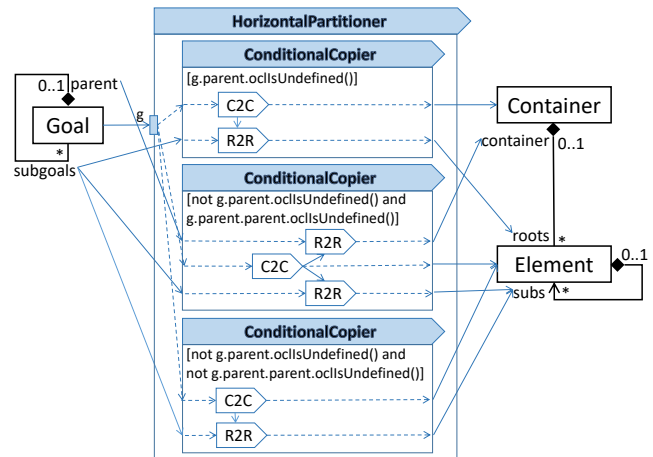 HorizontalPartitioner
ConditionalCopier
[g.parent.oclIsUndefined()]
0..1
parent
g
Goal
*
subgoals
C2C
R2R
Container
container
0..1
ConditionalCopier
[not g.parent.oclIsUndefined() and
g.parent.parent.oclIsUndefined()]
R2R
C2C
R2R
roots
*
Element
0..1
subs
*
ConditionalCopier
[not g.parent.oclIsUndefined() and
not g.parent.parent.oclIsUndefined()]
C2C
R2R